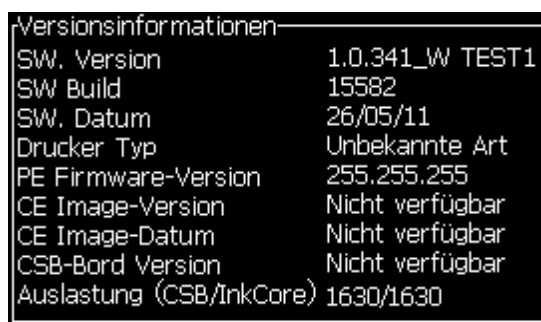 Versionsinformationen
SW. Version 1.0.341_W TEST1
SW Build 15582
SW. Datum 26/05/11
Drucker Typ Unbekannte Art
PE Firmware-Version 255.255.255
CE Image-Version Nicht verfügbar
CE Image-Datum Nicht verfügbar
CSB-Bord Version Nicht verfügbar
Auslastung (CSB/InkCore) 1630/1630